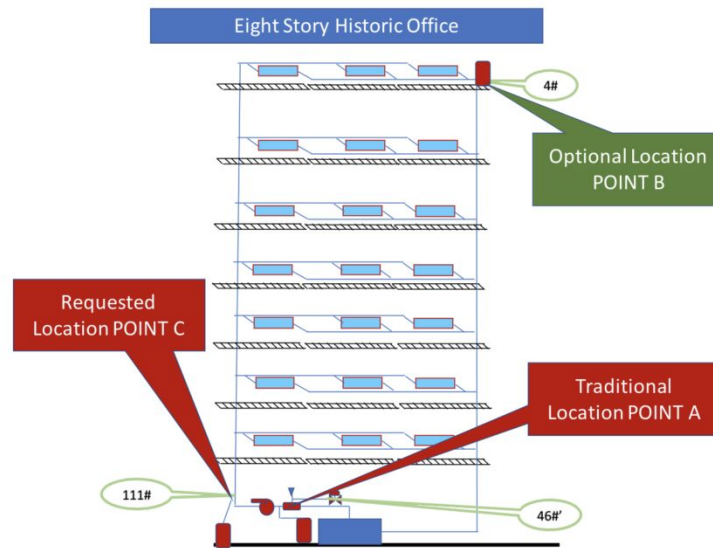 Eight Story Historic Office
4#
Optional Location
POINT B
Requested
Location POINT C
Traditional
Location POINT A
111#
46#'